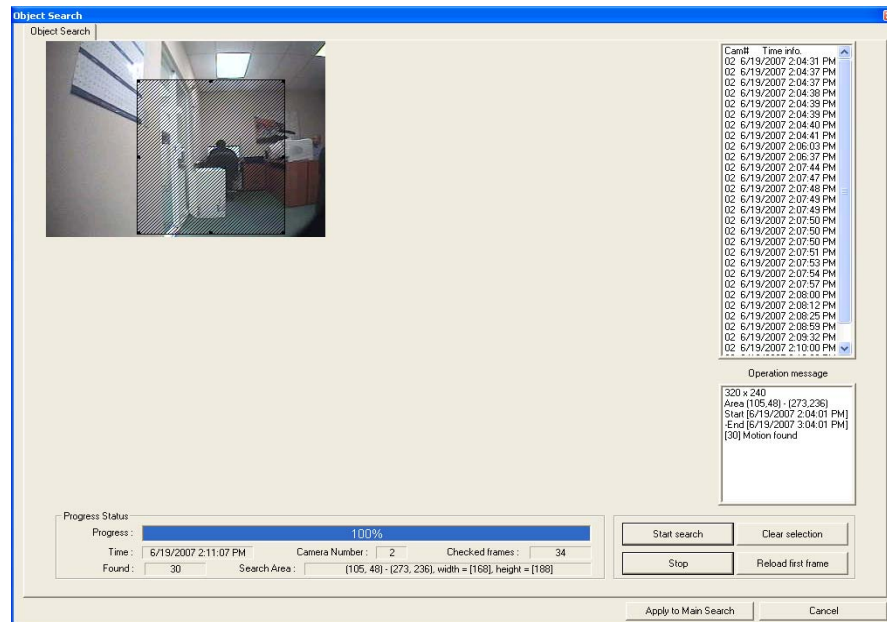 Object Search
Object Search
Cam# Time info.
02 6/19/2007 2:04:31 PM
02 6/19/2007 2:04:37 PM
02 6/19/2007 2:04:37 PM
02 6/19/2007 2:04:38 PM
02 6/19/2007 2:04:39 PM
02 6/19/2007 2:04:39 PM
02 6/19/2007 2:04:40 PM
02 6/19/2007 2:04:41 PM
02 6/19/2007 2:06:03 PM
02 6/19/2007 2:06:37 PM
02 6/19/2007 2:07:44 PM
02 6/19/2007 2:07:47 PM
02 6/19/2007 2:07:48 PM
02 6/19/2007 2:07:49 PM
02 6/19/2007 2:07:49 PM
02 6/19/2007 2:07:50 PM
02 6/19/2007 2:07:50 PM
02 6/19/2007 2:07:50 PM
02 6/19/2007 2:07:51 PM
02 6/19/2007 2:07:53 PM
02 6/19/2007 2:07:54 PM
02 6/19/2007 2:07:57 PM
02 6/19/2007 2:08:00 PM
02 6/19/2007 2:08:12 PM
02 6/19/2007 2:08:25 PM
02 6/19/2007 2:08:59 PM
02 6/19/2007 2:09:32 PM
02 6/19/2007 2:10:00 PM
Operation message
320 x 240
Area (105,48) - (273,236)
Start [6/19/2007 2:04:01 PM]
-End [6/19/2007 3:04:01 PM]
[30] Motion found
Progress Status
Progress : 100%
Time : 6/19/2007 2:11:07 PM Camera Number : 2 Checked frames : 34
Found : 30 Search Area : (105, 48) - (273, 236), width = [168], height = [188]
Start search Clear selection
Stop Reload first frame
Apply to Main Search Cancel